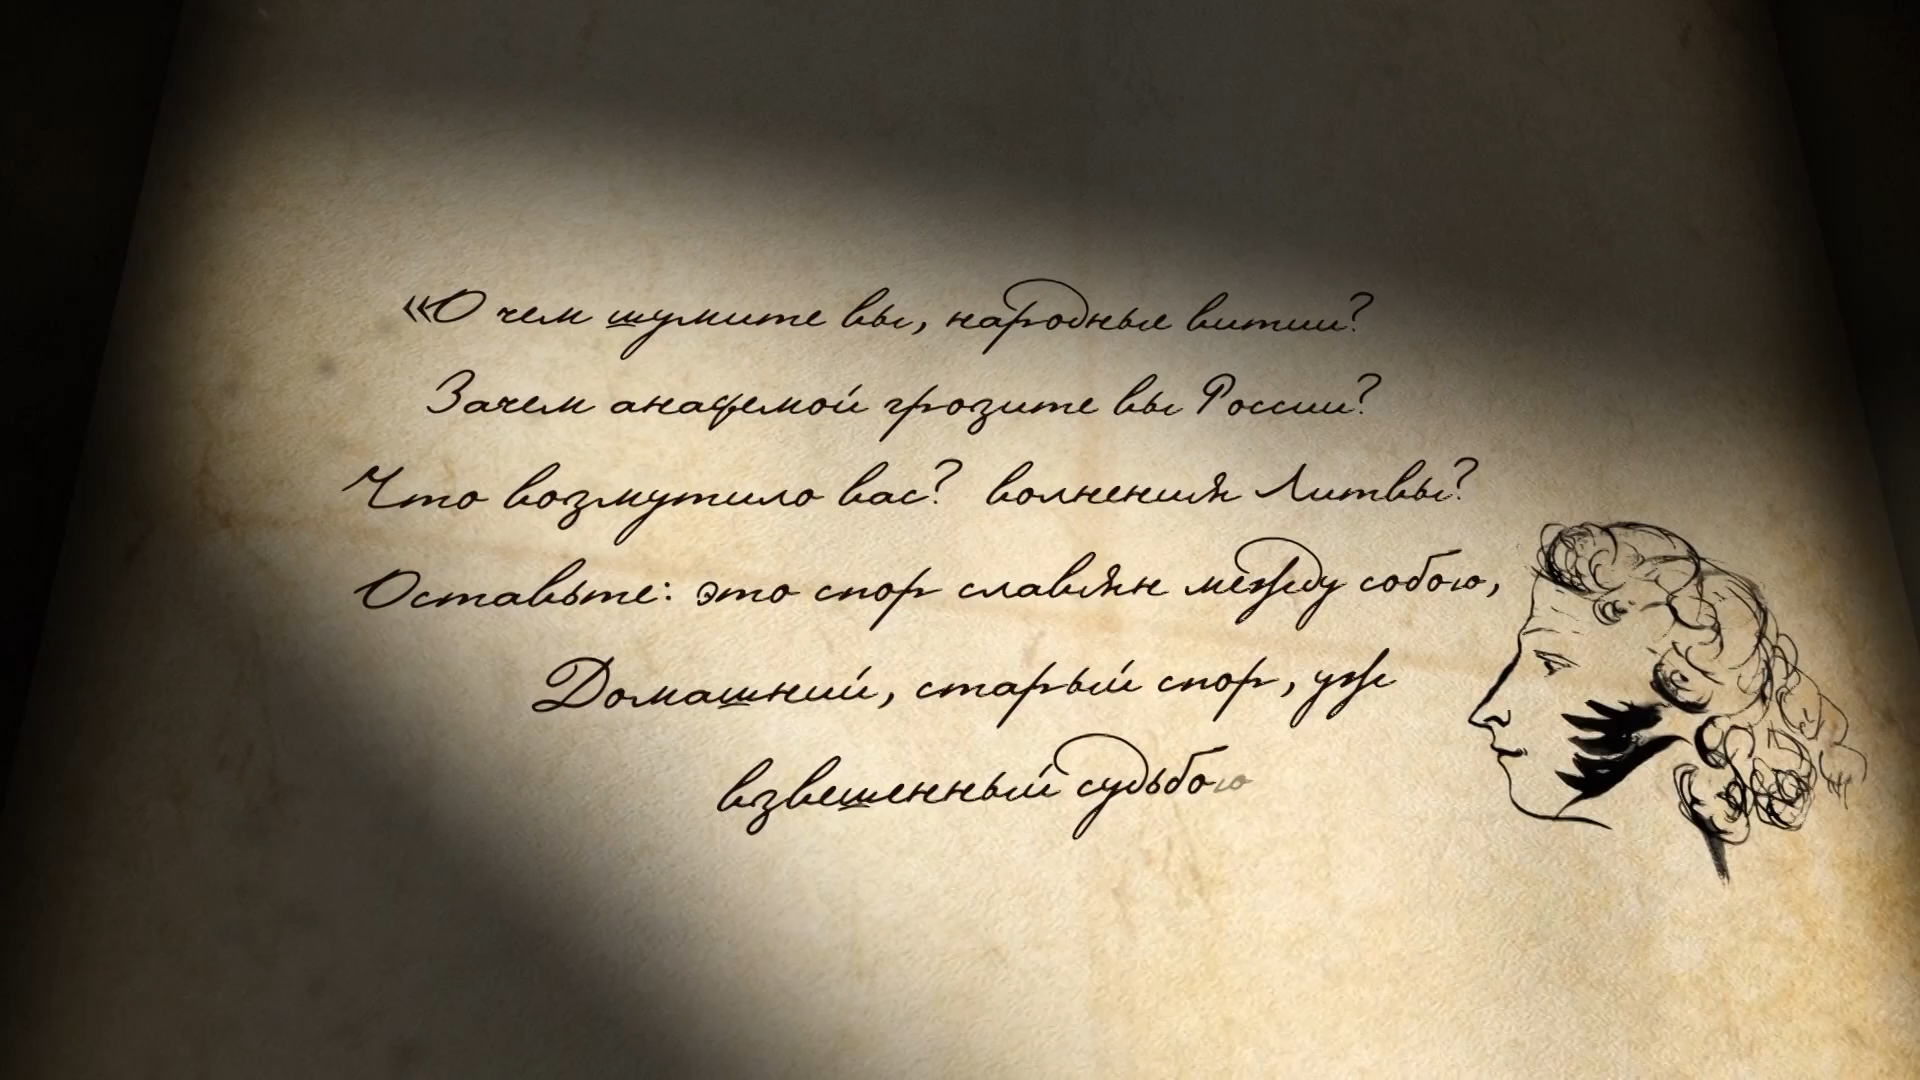 «О чем шумите вы, народные витии?
Зачем анафемой грозите вы России?
Что возмутило вас? волнения Литвы?
Оставьте: это спор славян между собою,
Домашний, старый спор, уж
взвешенный судьбою